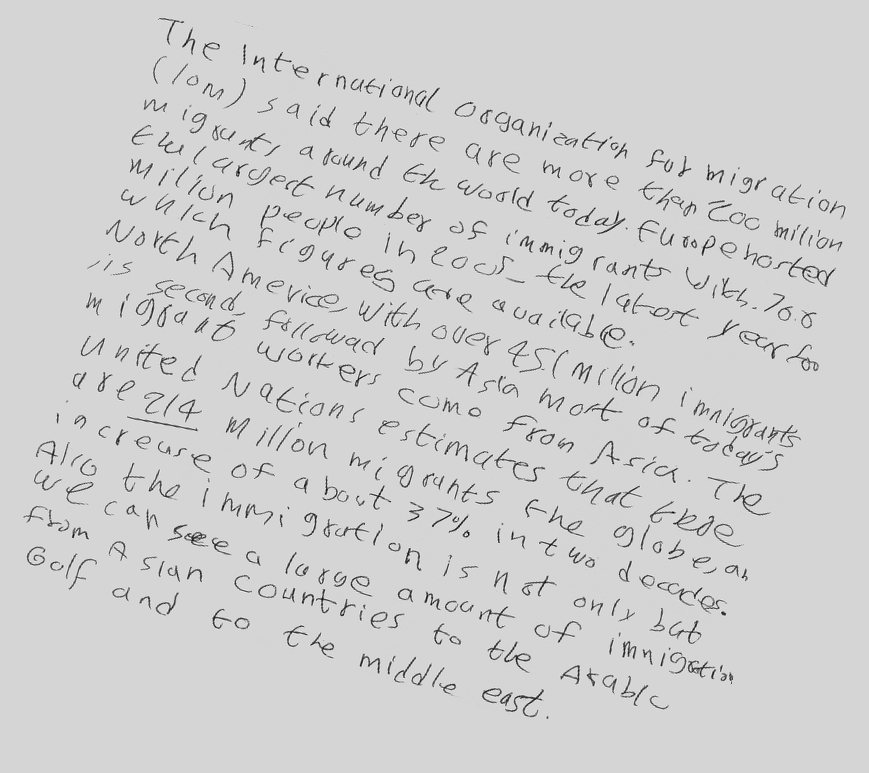 The International Organization for migration
(IOM) said there are more than 200 milion
migrants around the world today. Europe hosted
the largest number of immigrants with 70.6
milion people in 2005, the latest year for
which figures are available.
North America, with over 45.1 milion immigrants
is second, followed by Asia most of today's
migrant workers come from Asia. The
United Nations estimates that there
are 214 millon migrants the globe, an
increase of about 37% in two decades.
Also the immigration is not only but
we can see a large amount of immigration
from Asian countries to the Arabic
Golf and to the middle east.